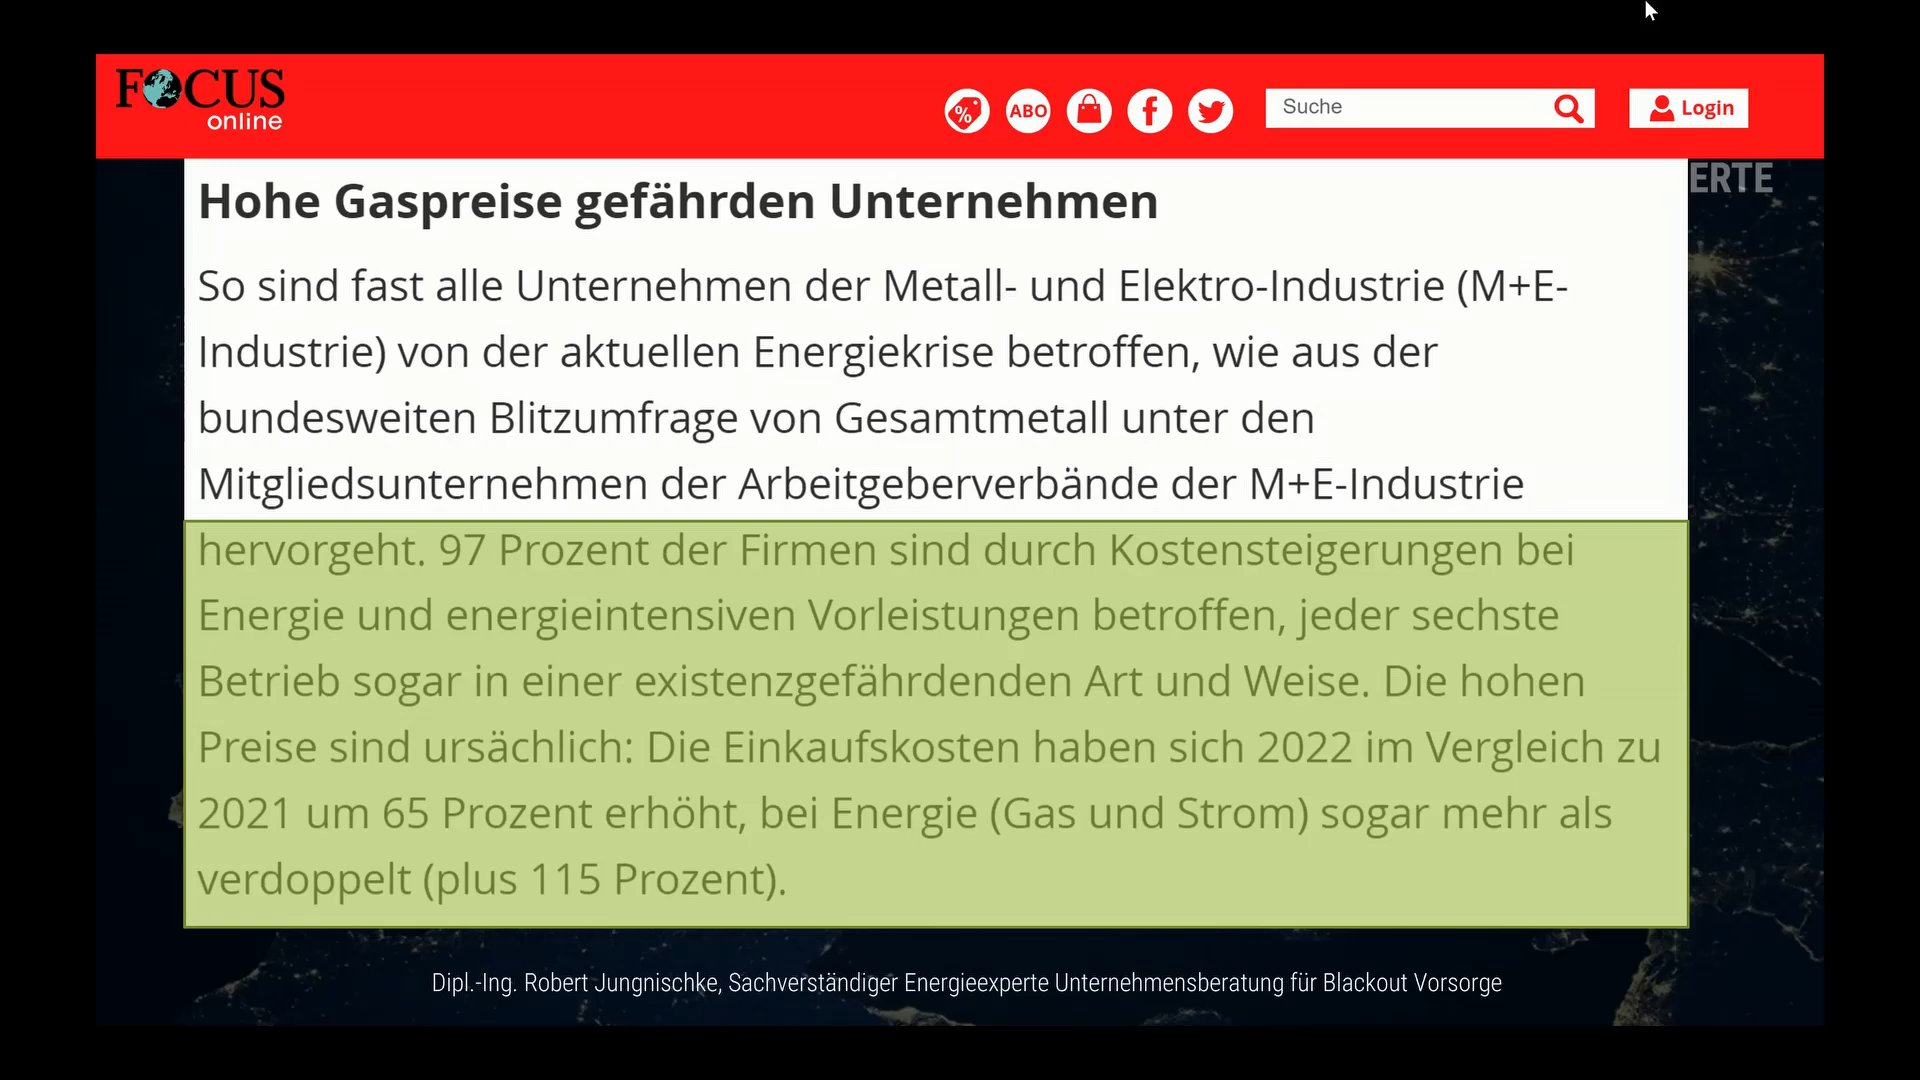 FOCUS
online
%
ABO
Suche
Login
ERTE
Hohe Gaspreise gefährden Unternehmen
So sind fast alle Unternehmen der Metall- und Elektro-Industrie (M+E-
Industrie) von der aktuellen Energiekrise betroffen, wie aus der
bundesweiten Blitzumfrage von Gesamtmetall unter den
Mitgliedsunternehmen der Arbeitgeberverbände der M+E-Industrie
hervorgeht. 97 Prozent der Firmen sind durch Kostensteigerungen bei
Energie und energieintensiven Vorleistungen betroffen, jeder sechste
Betrieb sogar in einer existenzgefährdenden Art und Weise. Die hohen
Preise sind ursächlich: Die Einkaufskosten haben sich 2022 im Vergleich zu
2021 um 65 Prozent erhöht, bei Energie (Gas und Strom) sogar mehr als
verdoppelt (plus 115 Prozent).
Dipl.-Ing. Robert Jungnischke, Sachverständiger Energieexperte Unternehmensberatung für Blackout Vorsorge